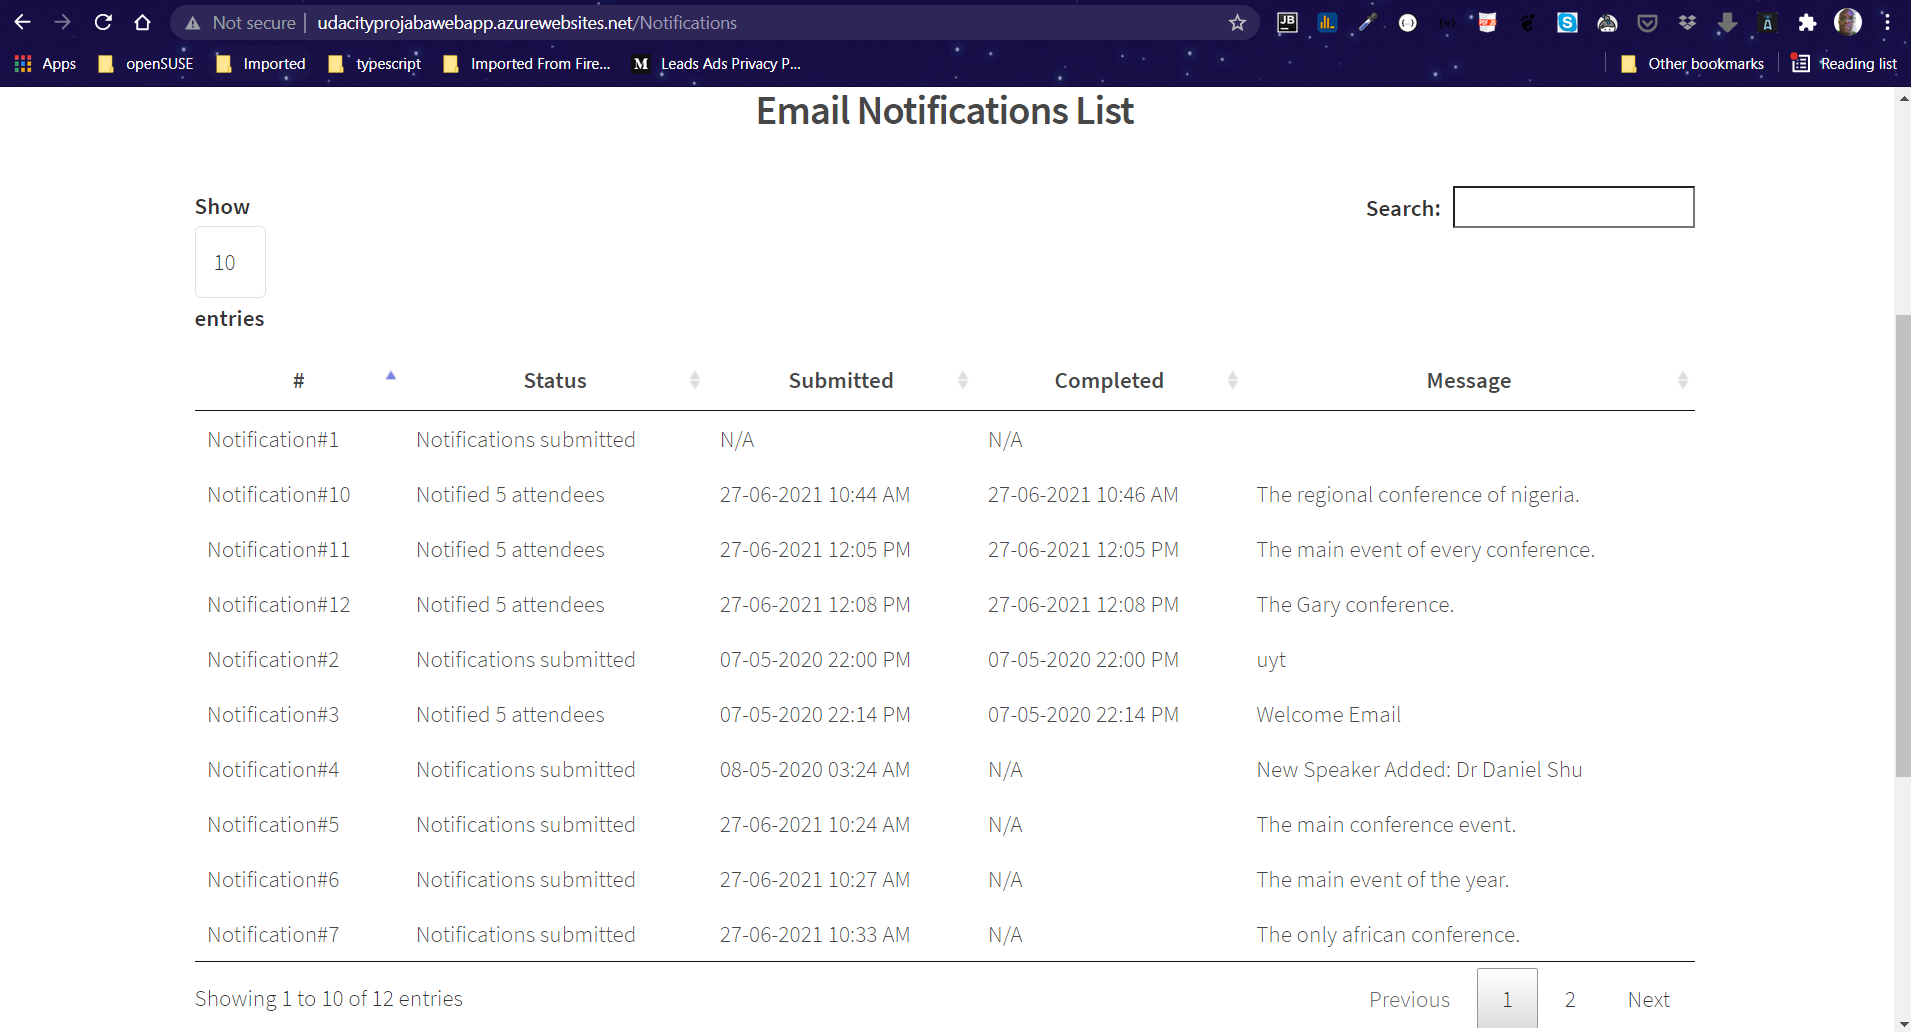 Not secure | udacityprojabawebapp.azurewebsites.net/Notifications
Apps openSUSE Imported typescript Imported From Fire... M Leads Ads Privacy P... Other bookmarks Reading list
Email Notifications List
Show
Search:
10
entries
# Status Submitted Completed Message
Notification#1 Notifications submitted N/A N/A
Notification#10 Notified 5 attendees 27-06-2021 10:44 AM 27-06-2021 10:46 AM The regional conference of nigeria.
Notification#11 Notified 5 attendees 27-06-2021 12:05 PM 27-06-2021 12:05 PM The main event of every conference.
Notification#12 Notified 5 attendees 27-06-2021 12:08 PM 27-06-2021 12:08 PM The Gary conference.
Notification#2 Notifications submitted 07-05-2020 22:00 PM 07-05-2020 22:00 PM uyt
Notification#3 Notified 5 attendees 07-05-2020 22:14 PM 07-05-2020 22:14 PM Welcome Email
Notification#4 Notifications submitted 08-05-2020 03:24 AM N/A New Speaker Added: Dr Daniel Shu
Notification#5 Notifications submitted 27-06-2021 10:24 AM N/A The main conference event.
Notification#6 Notifications submitted 27-06-2021 10:27 AM N/A The main event of the year.
Notification#7 Notifications submitted 27-06-2021 10:33 AM N/A The only african conference.
Showing 1 to 10 of 12 entries Previous 1 2 Next